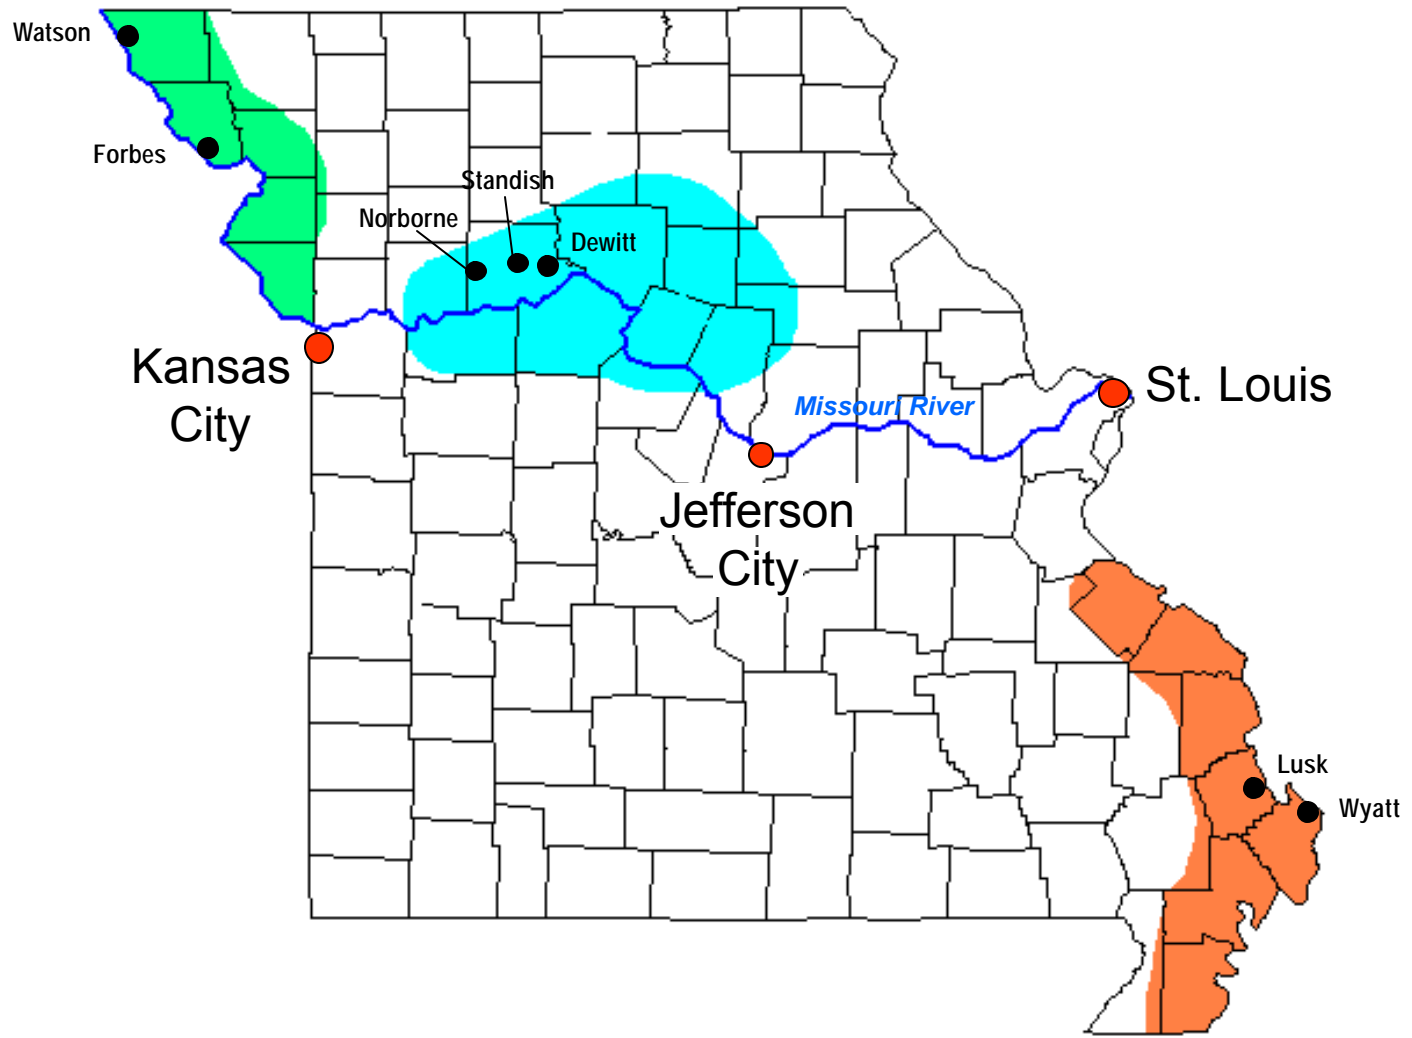 Watson
Forbes
Standish
Norborne
Dewitt
Kansas
City
St. Louis
Missouri River
Jefferson
City
Lusk
Wyatt